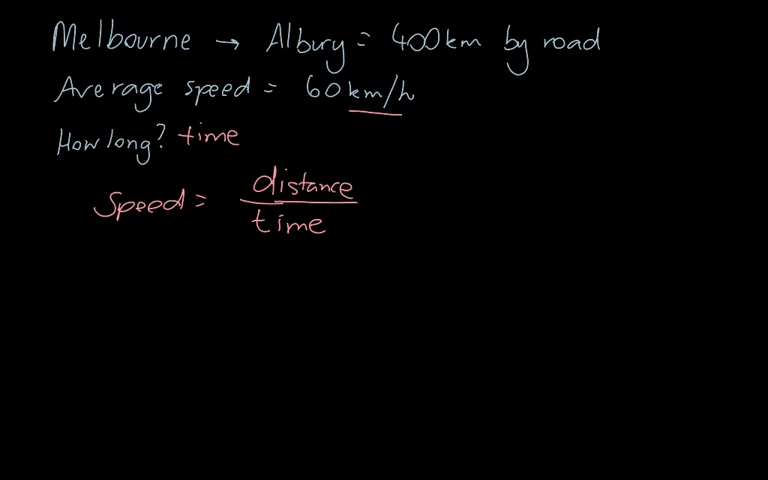 Melbourne → Albury = 400km by road
Average speed = 60km/h
How long? time
Speed = distance
time